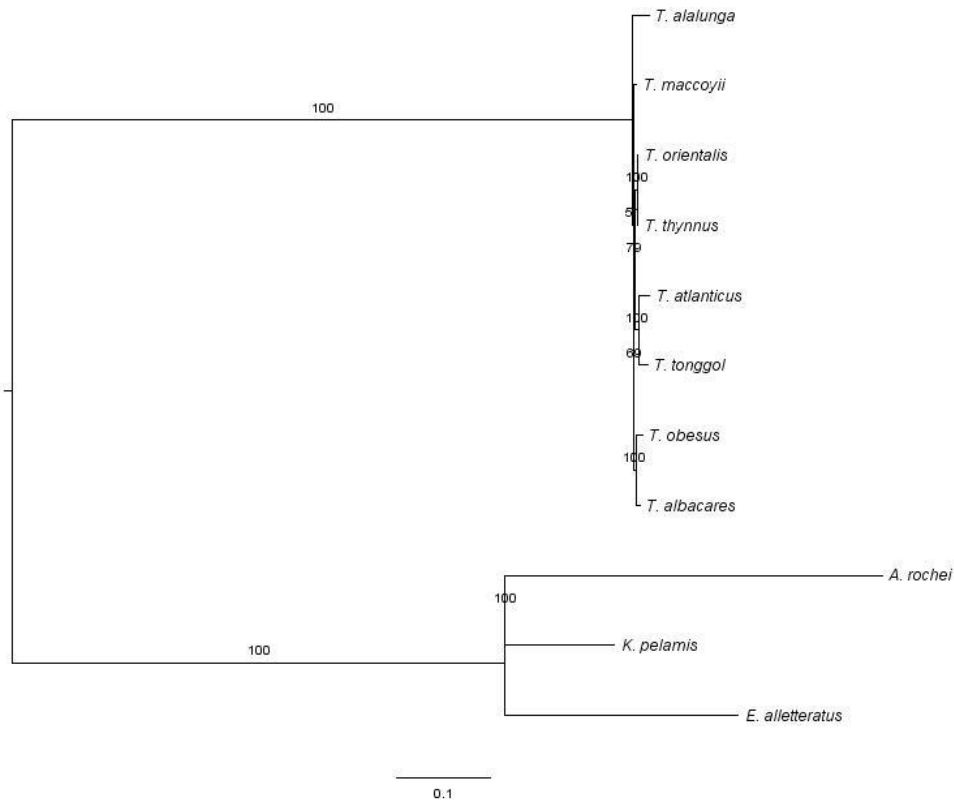 T. alalunga
T. maccoyii
100
T. orientalis
100
T. thynnus
79
T. atlanticus
100
69
T. tonggol
T. obesus
100
T. albacares
A. rochei
100
K. pelamis
100
E. alletteratus
0.1